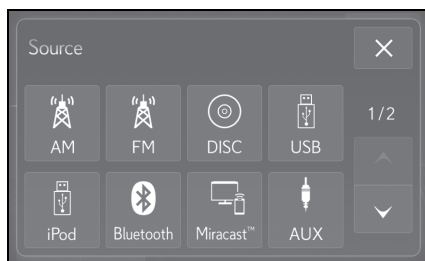 Source
AM
FM
DISC
USB
1/2
iPod
Bluetooth
Miracast™
AUX